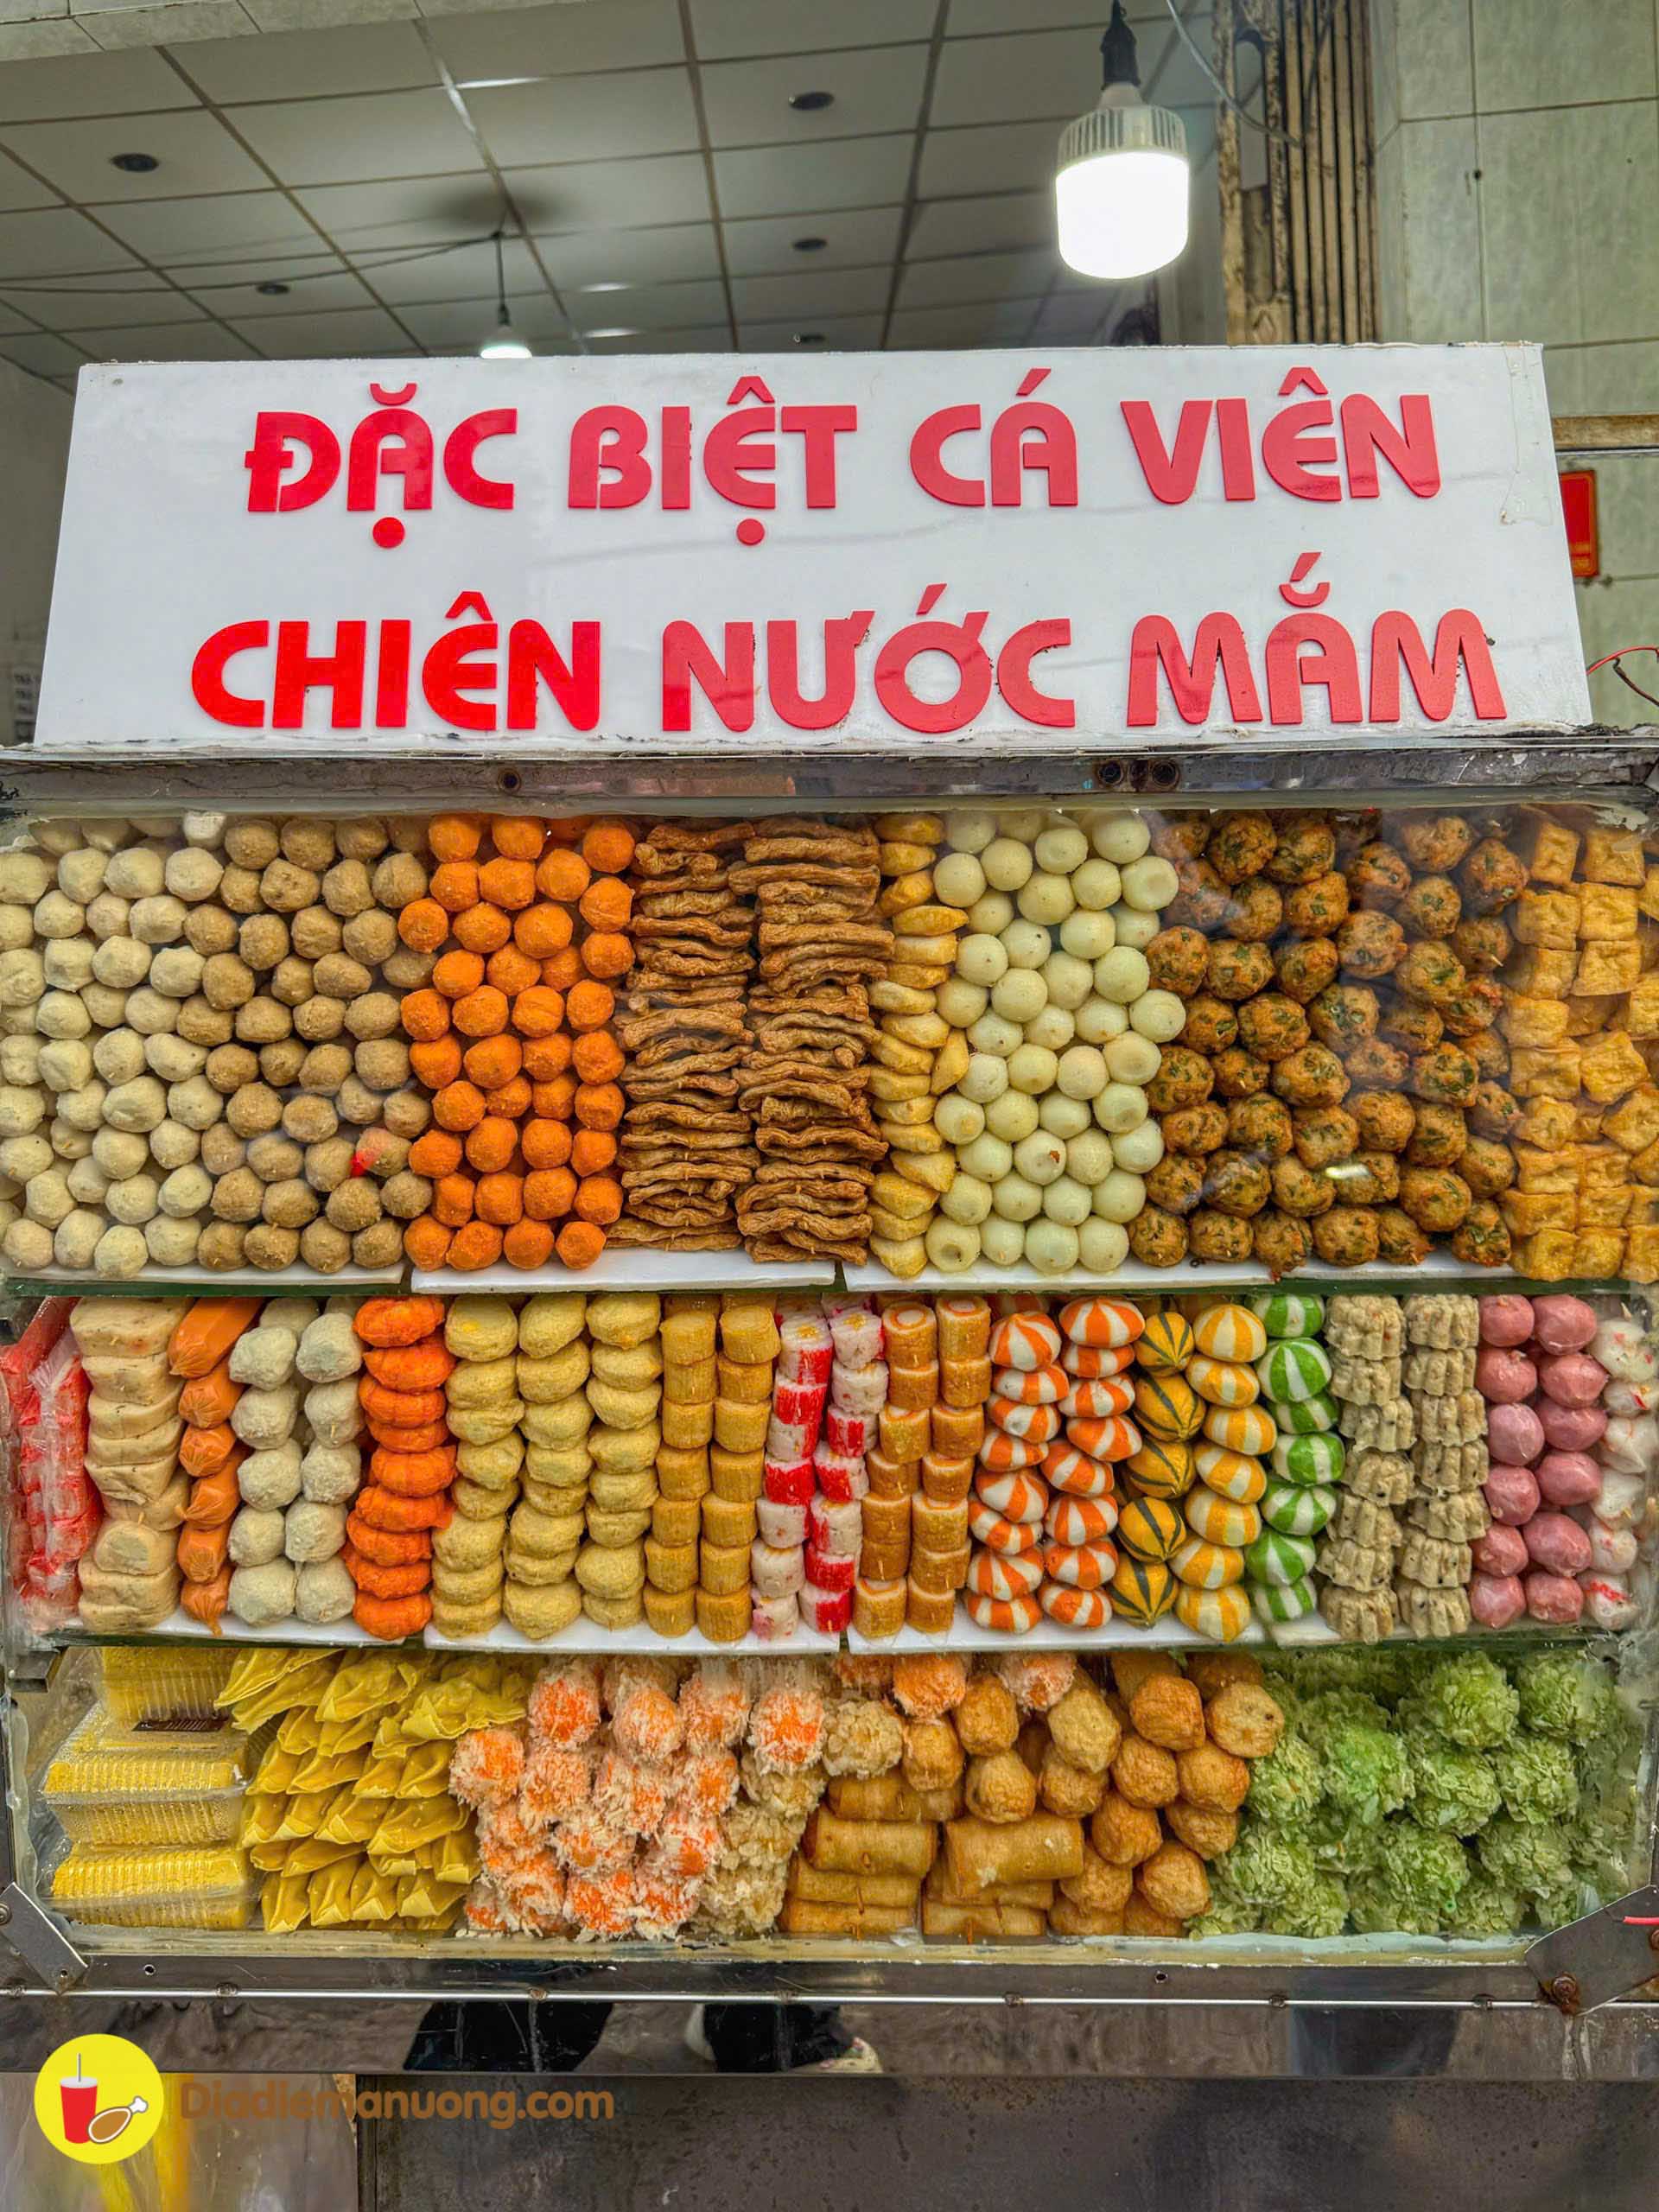 ĐẶC BIỆT CÁ VIÊN
CHIÊN NƯỚC MẮM
Diadiemanuong.com